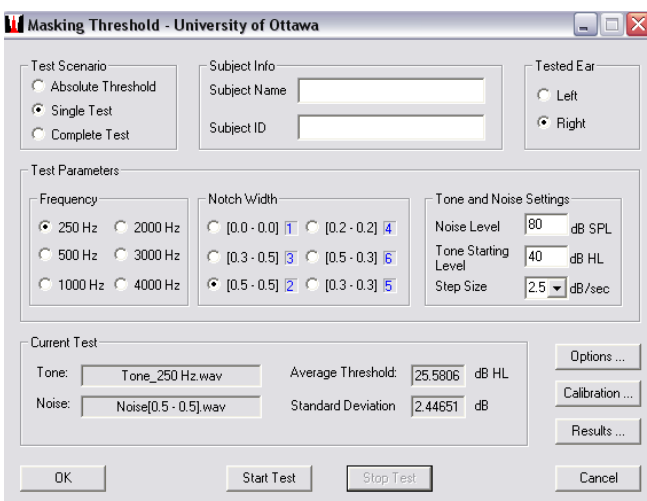 Masking Threshold - University of Ottawa
Test Scenario
Absolute Threshold
Single Test
Complete Test
Subject Info
Subject Name
Subject ID
Tested Ear
Left
Right
Test Parameters
Frequency
250 Hz 2000 Hz
500 Hz 3000 Hz
1000 Hz 4000 Hz
Notch Width
[0.0 - 0.0] 1 [0.2 - 0.2] 4
[0.3 - 0.5] 3 [0.5 - 0.3] 6
[0.5 - 0.5] 2 [0.3 - 0.3] 5
Tone and Noise Settings
Noise Level 80 dB SPL
Tone Starting
Level
40 dB HL
Step Size 2.5 dB/sec
Current Test
Tone: Tone_250 Hz.wav
Noise: Noise[0.5 - 0.5].wav
Average Threshold: 25.5806 dB HL
Standard Deviation 2.44651 dB
Options ...
Calibration ...
Results ...
OK
Start Test
Stop Test
Cancel